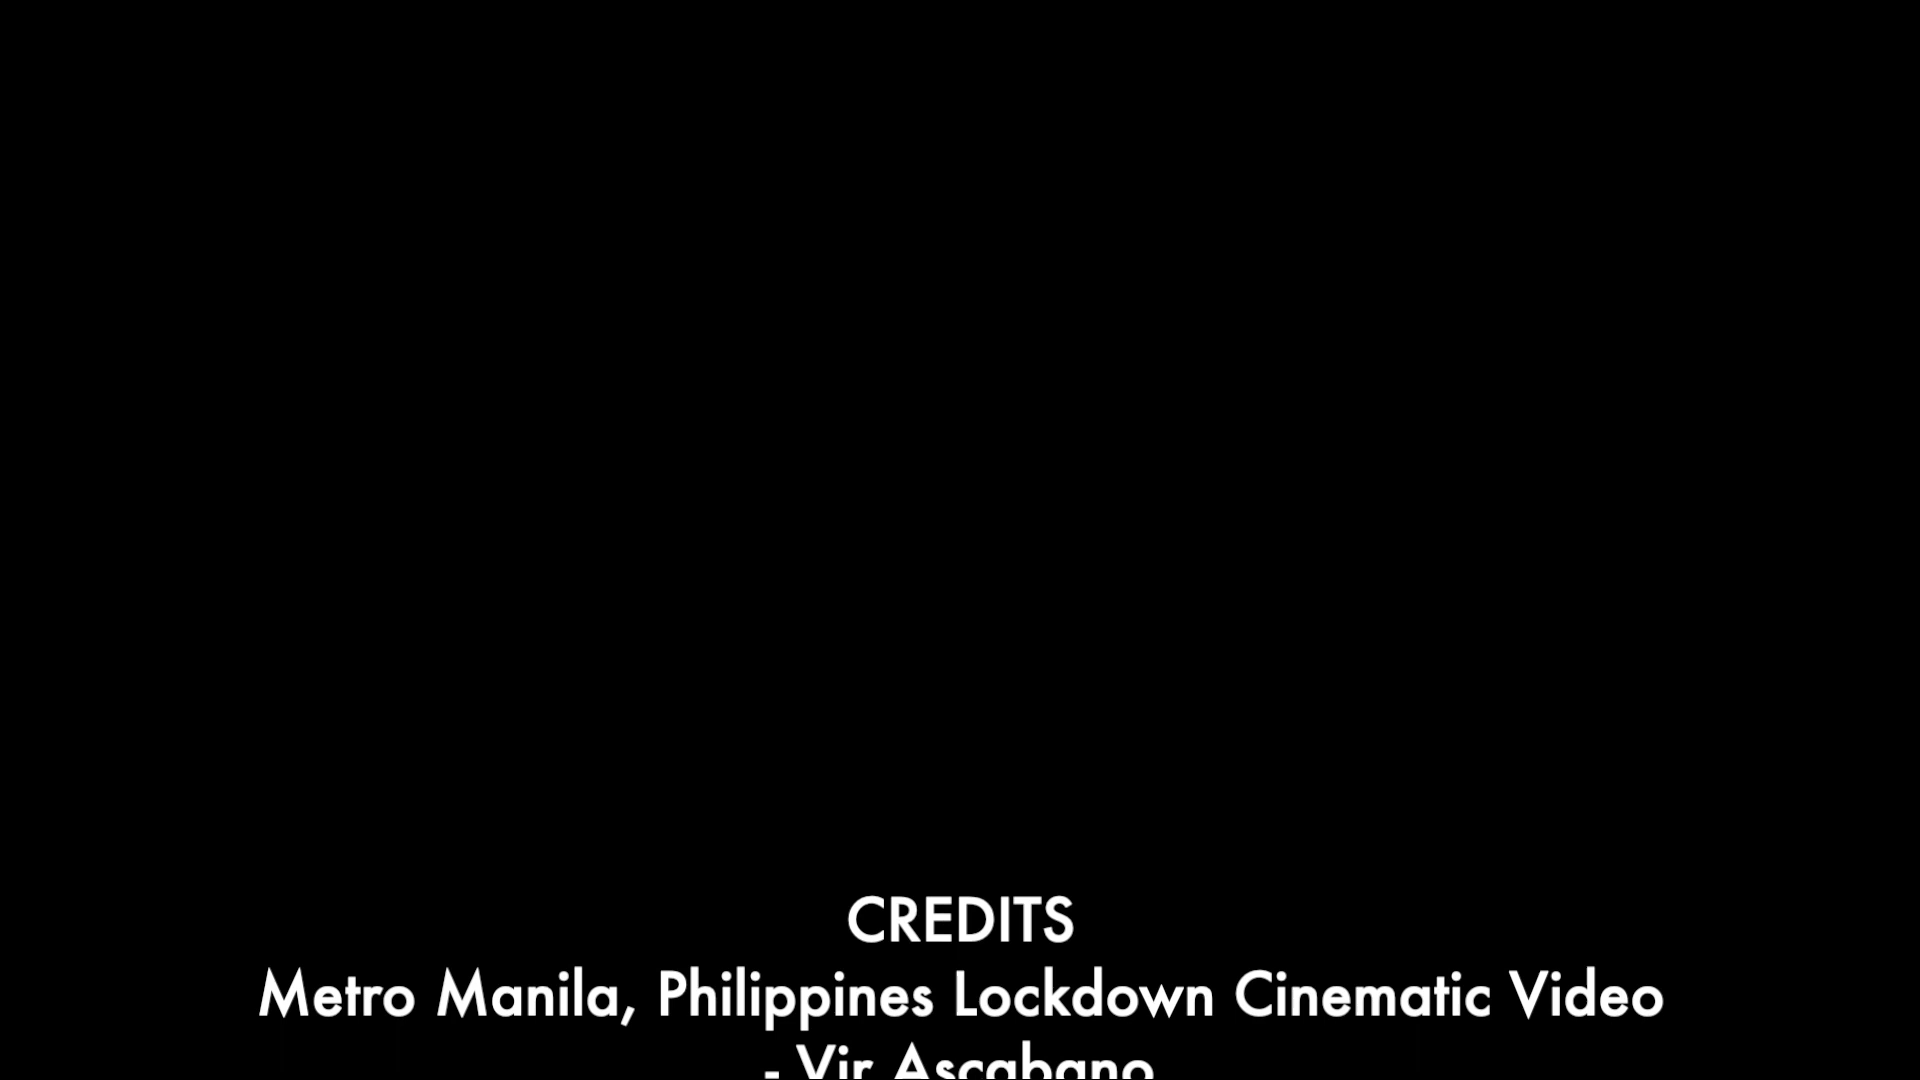 CREDITS
Metro Manila, Philippines Lockdown Cinematic Video
- Vir Ascabano